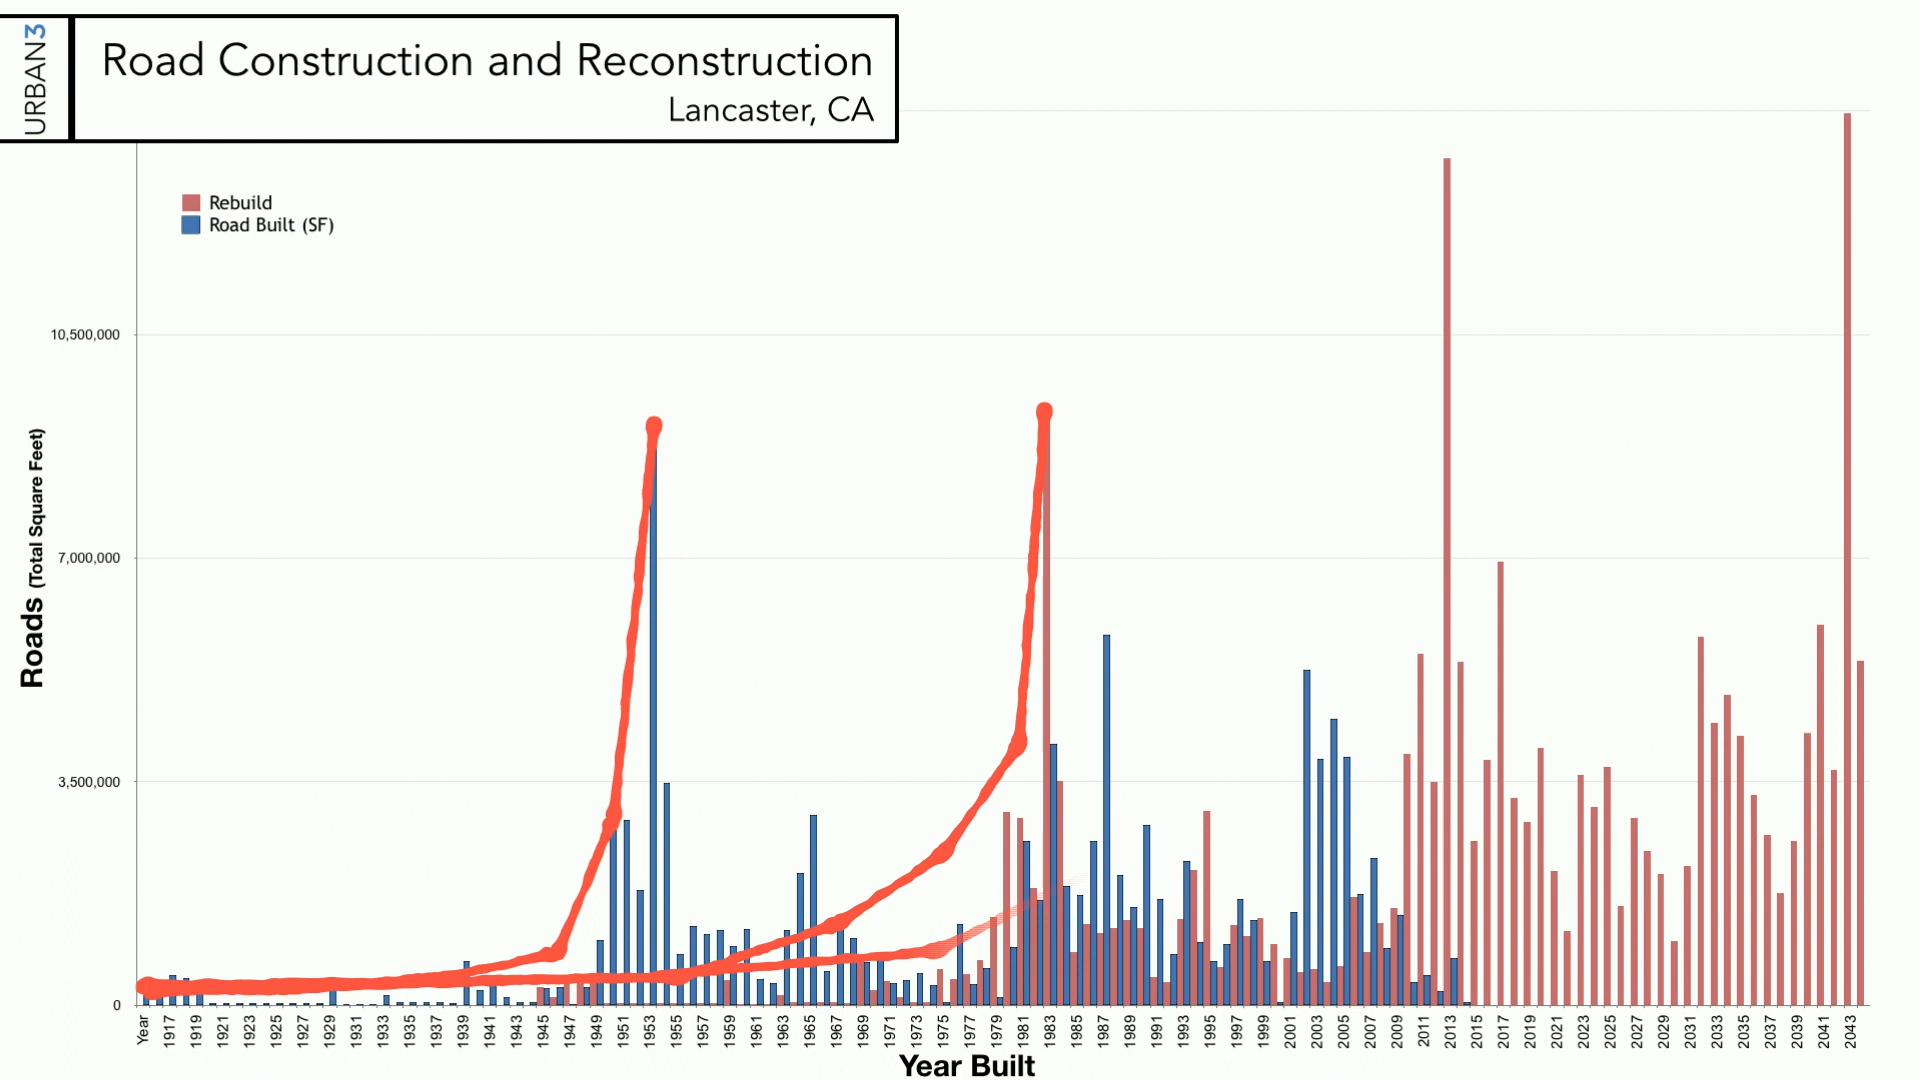 URBAN3
Road Construction and Reconstruction
Lancaster, CA
Rebuild
Road Built (SF)
10,500,000
7,000,000
3,500,000
0
Roads (Total Square Feet)
Year 1917 1919 1921 1923 1925 1927 1929 1931 1933 1935 1937 1939 1941 1943 1945 1947 1949 1951 1953 1955 1957 1959 1961 1963 1965 1967 1969 1971 1973 1975 1977 1979 1981 1983 1985 1987 1989 1991 1993 1995 1997 1999 2001 2003 2005 2007 2009 2011 2013 2015 2017 2019 2021 2023 2025 2027 2029 2031 2033 2035 2037 2039 2041 2043
Year Built